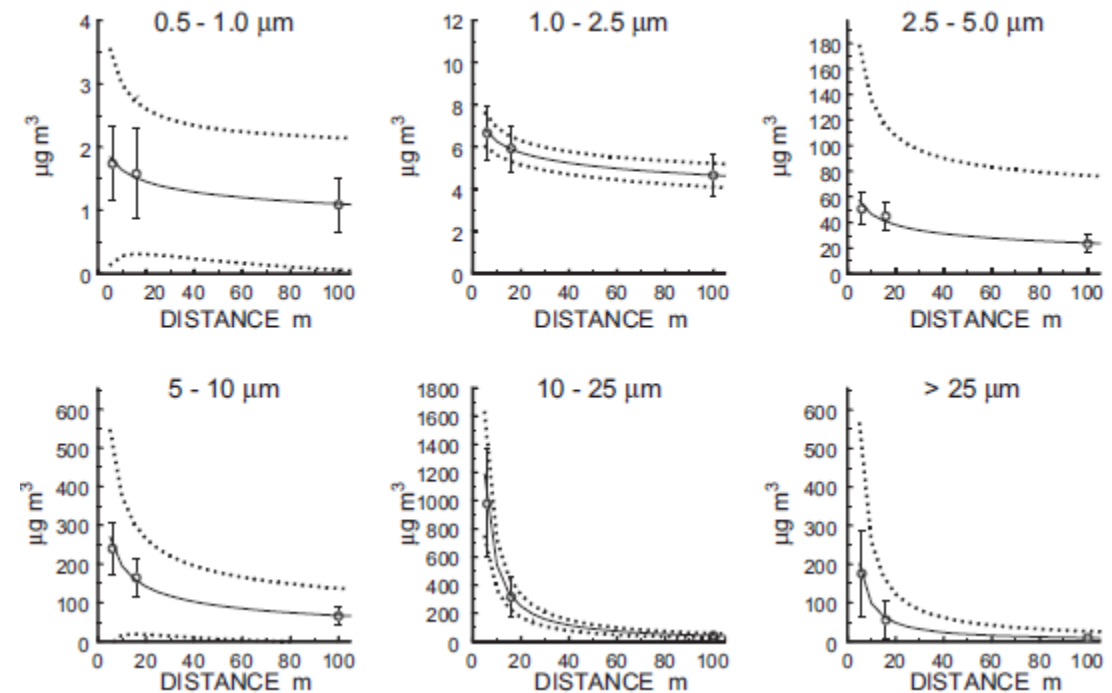 0.5 - 1.0 μm
4
3
2
1
0
μg m³
0 20 40 60 80 100
DISTANCE m
1.0 - 2.5 μm
12
10
8
6
4
2
0
μg m³
0 20 40 60 80 100
DISTANCE m
2.5 - 5.0 μm
180
160
140
120
100
80
60
40
20
0
μg m³
0 20 40 60 80 100
DISTANCE m
5 - 10 μm
600
500
400
300
200
100
0
μg m³
0 20 40 60 80 100
DISTANCE m
10 - 25 μm
1800
1600
1400
1200
1000
800
600
400
200
0
μg m³
0 20 40 60 80 100
DISTANCE m
> 25 μm
600
500
400
300
200
100
0
μg m³
0 20 40 60 80 100
DISTANCE m